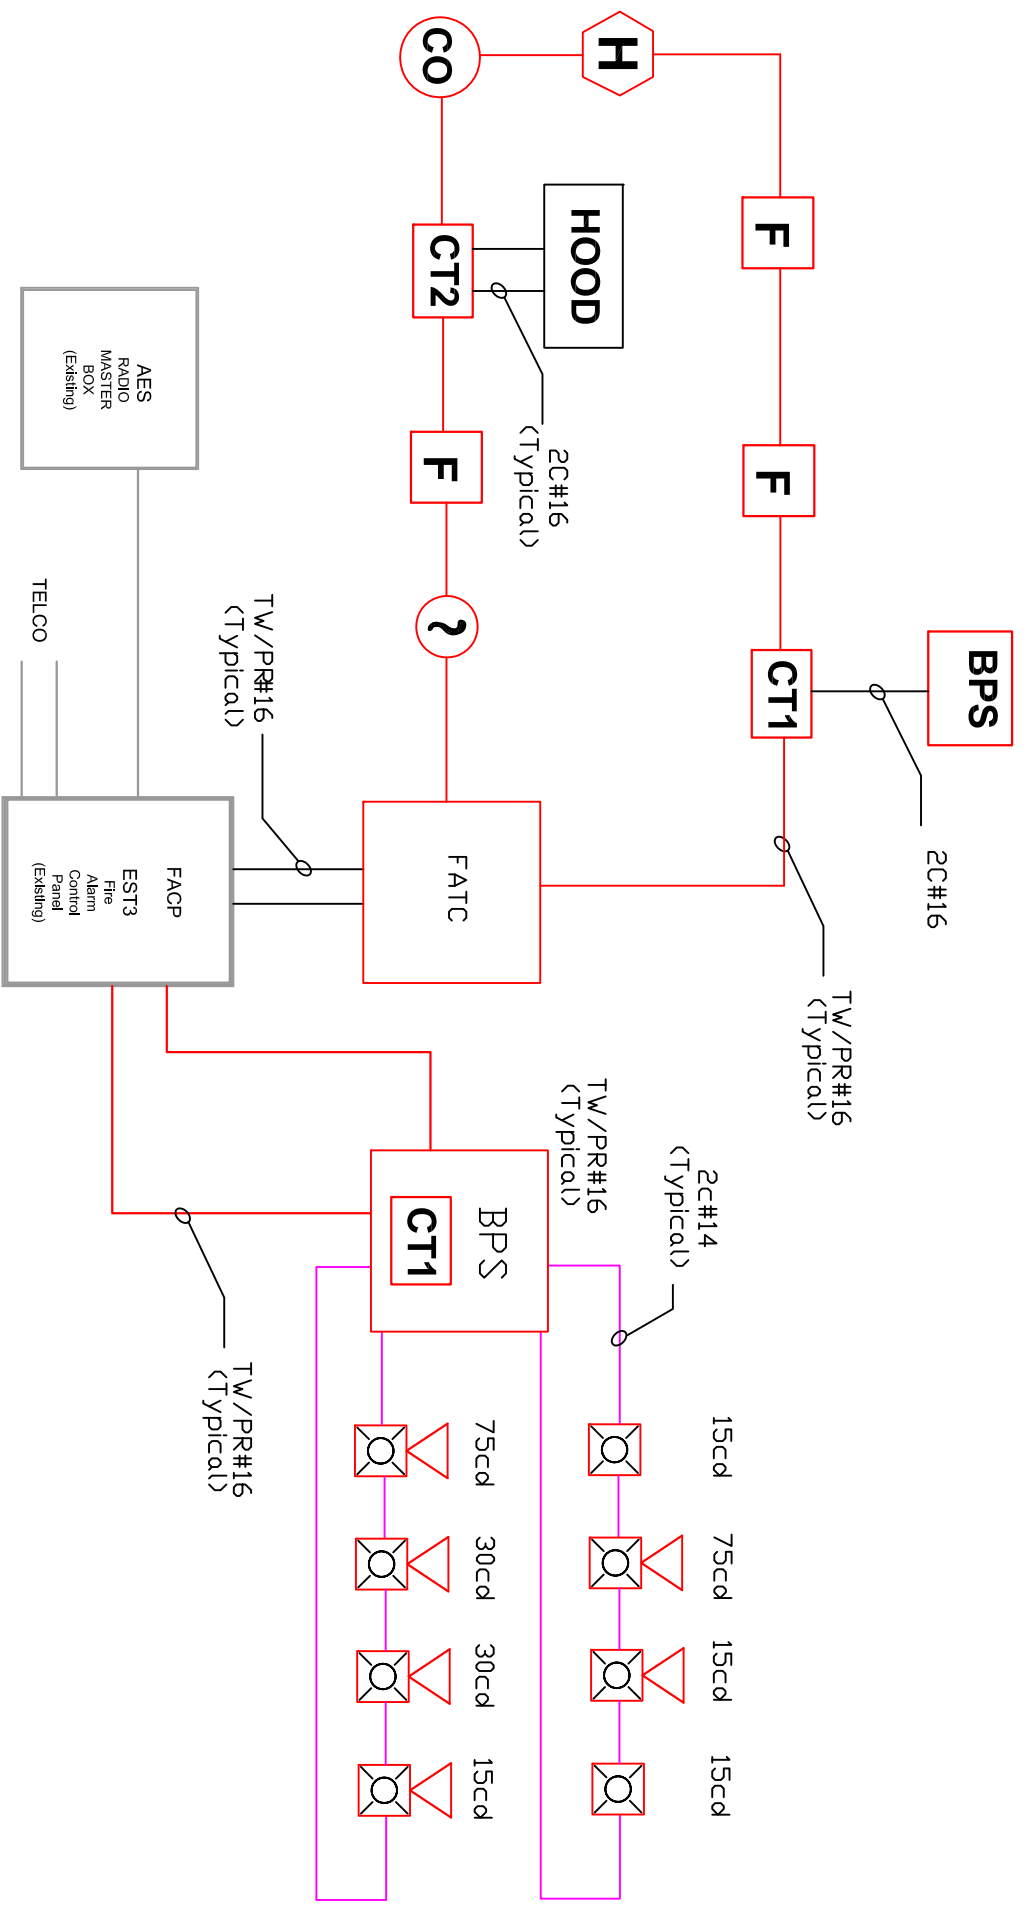 BPS
2C#16
CT1
TW/PR#16
(Typical)
F
F
H
CO
HOOD
CT2
2C#16
(Typical)
F
~
FATC
TW/PR#16
(Typical)
AES
RADIO
MASTER
BOX
(Existing)
TELCO
FACP
EST3
Fire
Alarm
Control
Panel
(Existing)
BPS
CT1
TW/PR#16
(Typical)
2c#14
(Typical)
TW/PR#16
(Typical)
15cd
75cd
15cd
15cd
75cd
30cd
30cd
15cd